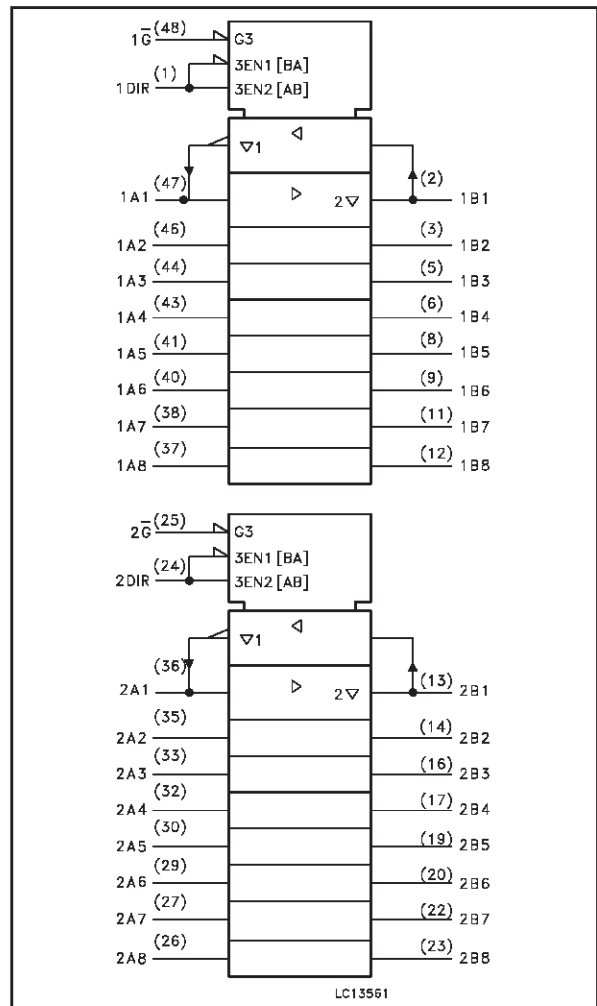 1G̅ (48) G3
3EN1 [BA]
1DIR (1) 3EN2 [AB]
▽1 ◁
1A1 (47) ▷ 2▽ (2) 1B1
1A2 (46) (3) 1B2
1A3 (44) (5) 1B3
1A4 (43) (6) 1B4
1A5 (41) (8) 1B5
1A6 (40) (9) 1B6
1A7 (38) (11) 1B7
1A8 (37) (12) 1B8
2G̅ (25) G3
3EN1 [BA]
2DIR (24) 3EN2 [AB]
▽1 ◁
2A1 (36) ▷ 2▽ (13) 2B1
2A2 (35) (14) 2B2
2A3 (33) (16) 2B3
2A4 (32) (17) 2B4
2A5 (30) (19) 2B5
2A6 (29) (20) 2B6
2A7 (27) (22) 2B7
2A8 (26) (23) 2B8
LC13561